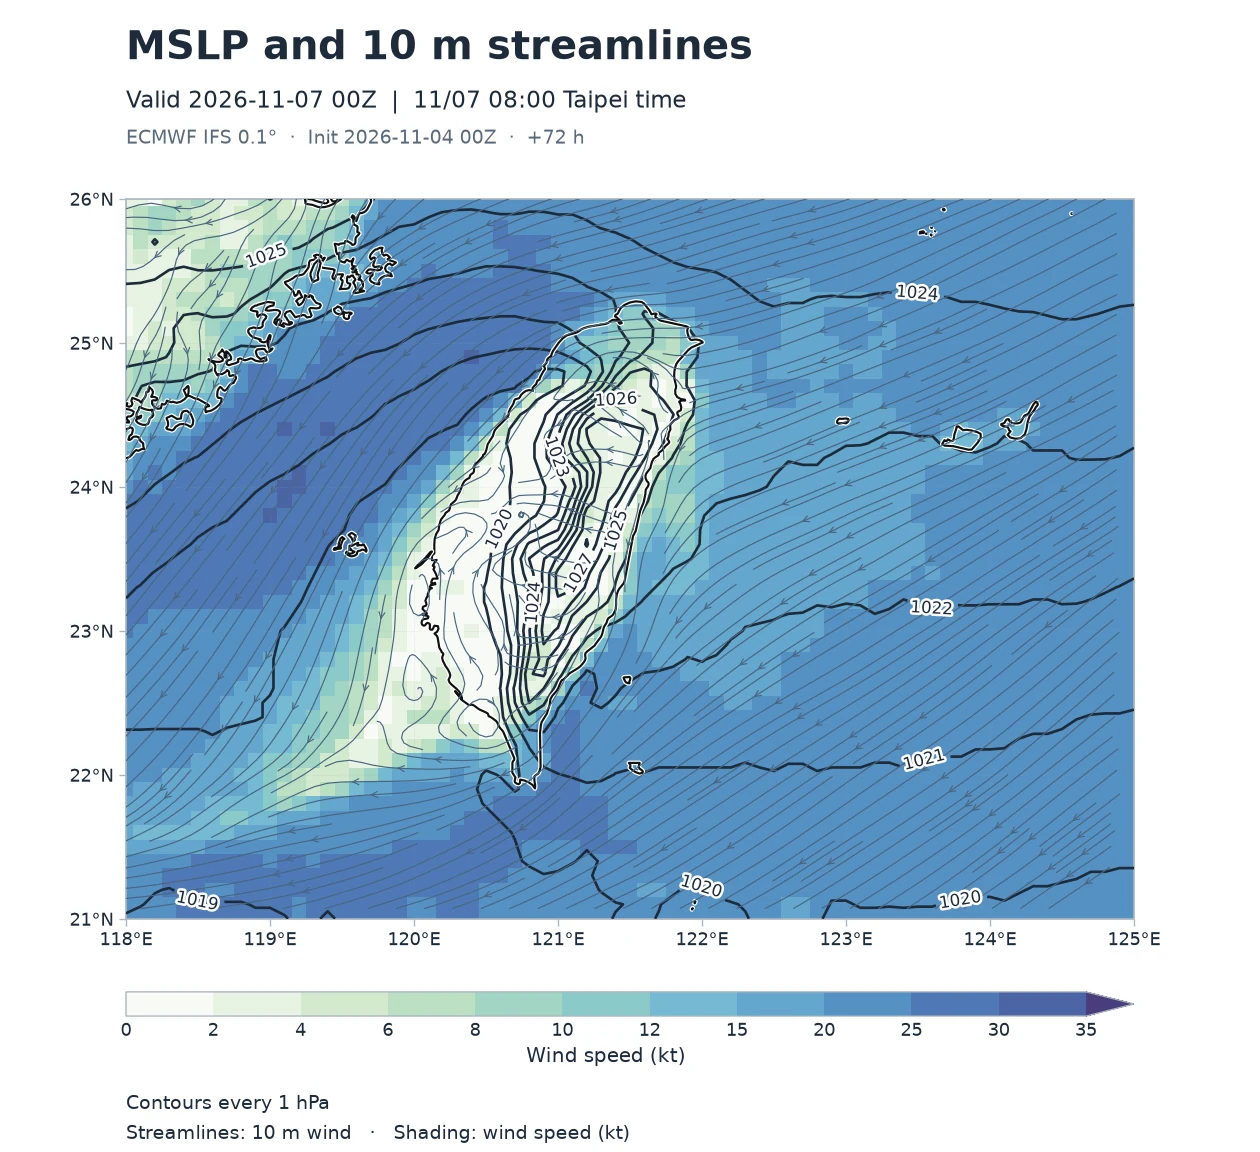 MSLP and 10 m streamlines
Valid 2026-11-07 00Z | 11/07 08:00 Taipei time
ECMWF IFS 0.1° · Init 2026-11-04 00Z · +72 h
26°N
1025
1024
25°N
1026
1023
24°N
1020
1025
1027
1024
1022
23°N
1021
22°N
1020
1019
1020
21°N
118°E 119°E 120°E 121°E 122°E 123°E 124°E 125°E
0 2 4 6 8 10 12 15 20 25 30 35
Wind speed (kt)
Contours every 1 hPa
Streamlines: 10 m wind · Shading: wind speed (kt)